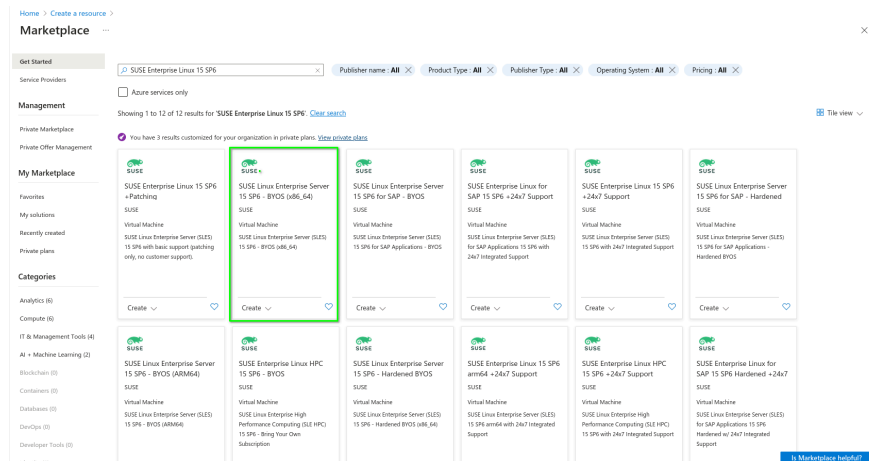 Home > Create a resource >
Marketplace ...
Get Started
Service Providers
Management
Private Marketplace
Private Offer Management
My Marketplace
Favorites
My solutions
Recently created
Private plans
Categories
Analytics (6)
Compute (6)
IT & Management Tools (4)
AI + Machine Learning (2)
Blockchain (0)
Containers (0)
Databases (0)
DevOps (0)
Developer Tools (0)
SUSE Enterprise Linux 15 SP6
Publisher name : All
Product Type : All
Publisher Type : All
Operating System : All
Pricing : All
Azure services only
Showing 1 to 12 of 12 results for 'SUSE Enterprise Linux 15 SP6'. Clear search
Tile view
You have 3 results customized for your organization in private plans. View private plans
SUSE
SUSE Enterprise Linux 15 SP6
+Patching
SUSE
Virtual Machine
SUSE Linux Enterprise Server (SLES)
15 SP6 with basic support (patching
only, no customer support).
Create
SUSE
SUSE Linux Enterprise Server
15 SP6 - BYOS (x86_64)
SUSE
Virtual Machine
SUSE Linux Enterprise Server (SLES)
15 SP6 - BYOS (x86_64)
Create
SUSE
SUSE Linux Enterprise Server
15 SP6 for SAP - BYOS
SUSE
Virtual Machine
SUSE Linux Enterprise Server (SLES)
15 SP6 for SAP Applications - BYOS
Create
SUSE
SUSE Enterprise Linux for
SAP 15 SP6 +24x7 Support
SUSE
Virtual Machine
SUSE Linux Enterprise Server (SLES)
for SAP Applications 15 SP6 with
24x7 Integrated Support
Create
SUSE
SUSE Enterprise Linux 15 SP6
+24x7 Support
SUSE
Virtual Machine
SUSE Linux Enterprise Server (SLES)
15 SP6 with 24x7 Integrated Support
Create
SUSE
SUSE Linux Enterprise Server
15 SP6 for SAP - Hardened
SUSE
Virtual Machine
SUSE Linux Enterprise Server (SLES)
15 SP6 for SAP Applications -
Hardened BYOS
Create
SUSE
SUSE Linux Enterprise Server
15 SP6 - BYOS (ARM64)
SUSE
Virtual Machine
SUSE Linux Enterprise Server (SLES)
15 SP6 - BYOS (ARM64)
SUSE
SUSE Enterprise Linux HPC
15 SP6 - BYOS
SUSE
Virtual Machine
SUSE Linux Enterprise High
Performance Computing (SLE HPC)
15 SP6 - Bring Your Own
Subscription
SUSE
SUSE Linux Enterprise Server
15 SP6 - Hardened BYOS
SUSE
Virtual Machine
SUSE Linux Enterprise Server (SLES)
15 SP6 - Hardened BYOS (x86_64)
SUSE
SUSE Enterprise Linux 15 SP6
arm64 +24x7 Support
SUSE
Virtual Machine
SUSE Linux Enterprise Server (SLES)
15 SP6 arm64 with 24x7 Integrated
Support
SUSE
SUSE Enterprise Linux HPC
15 SP6 +24x7 Support
SUSE
Virtual Machine
SUSE Linux Enterprise High
Performance Computing (SLE HPC)
15 SP6 with 24x7 Integrated Support
SUSE
SUSE Enterprise Linux for
SAP 15 SP6 Hardened +24x7
SUSE
Virtual Machine
SUSE Linux Enterprise Server (SLES)
for SAP Applications 15 SP6
Hardened w/ 24x7 Integrated
Support
Is Marketplace helpful?